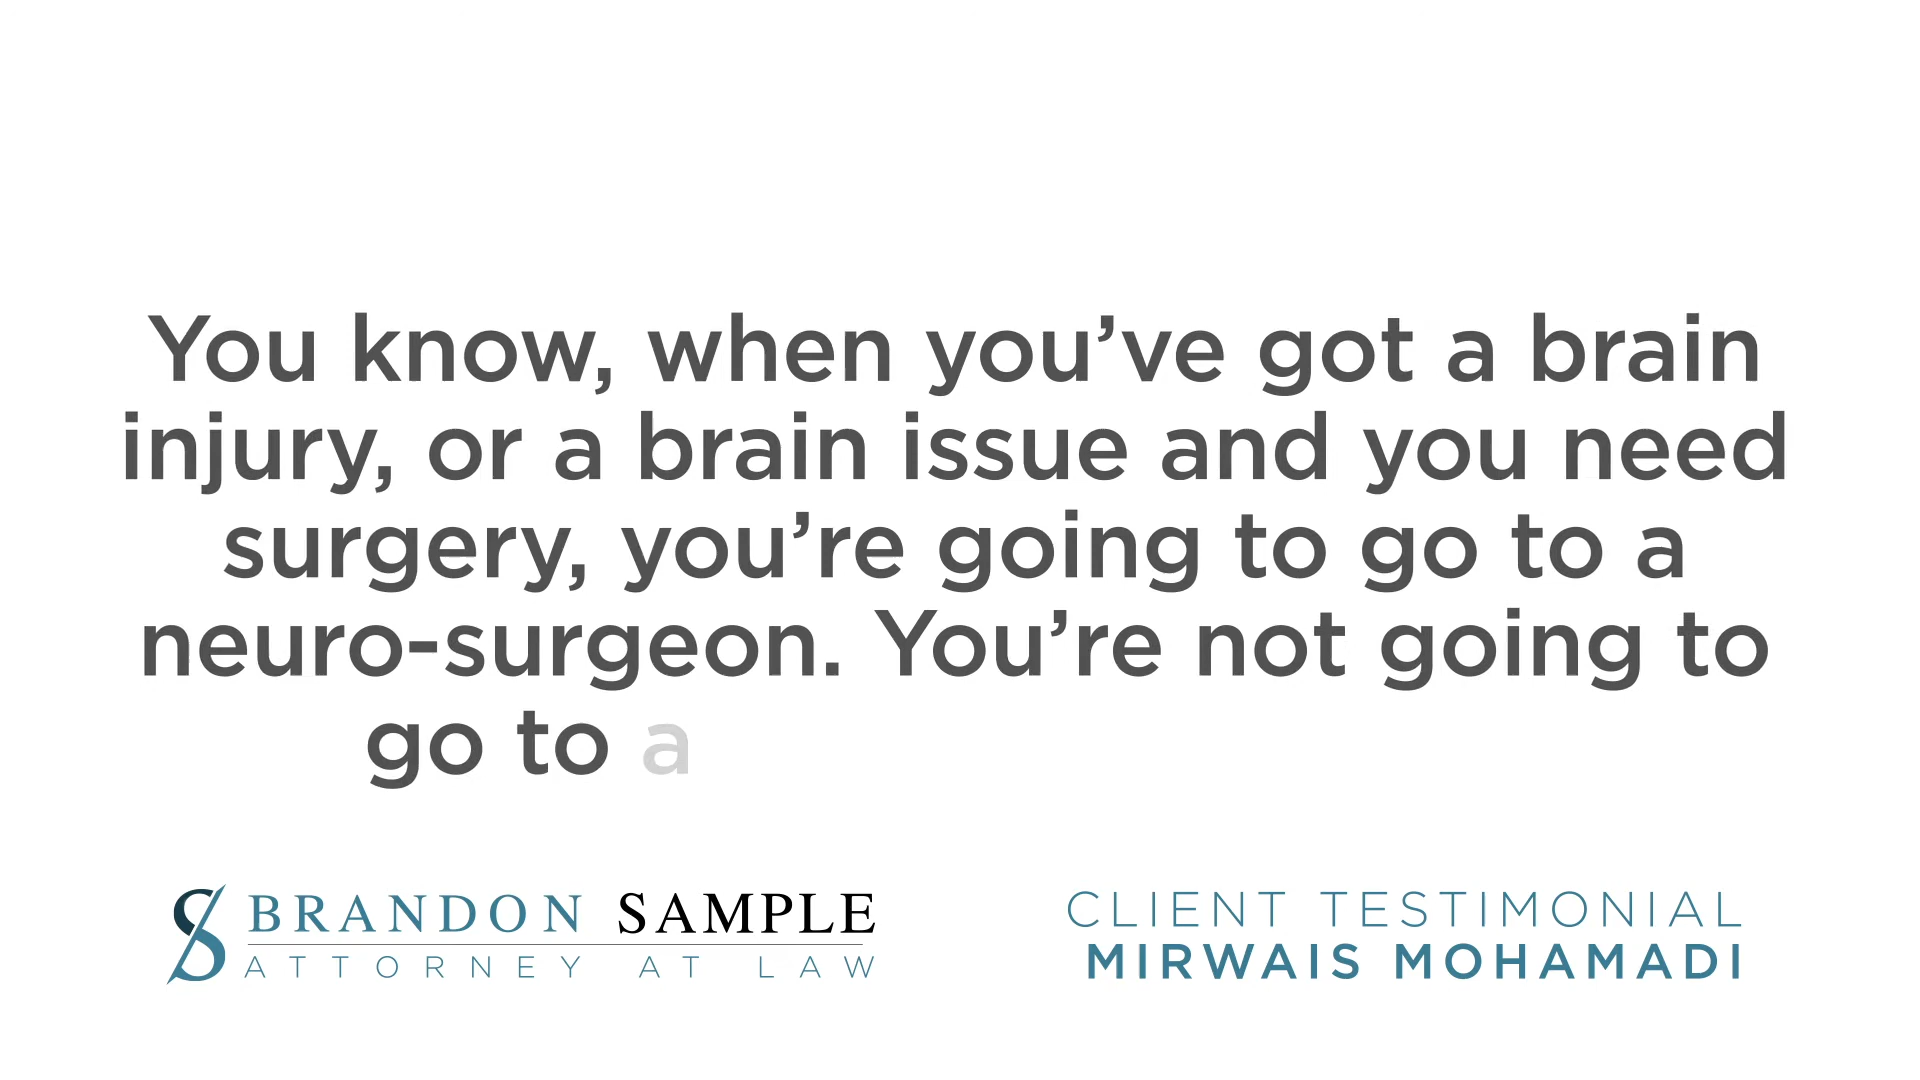 You know, when you’ve got a brain
injury, or a brain issue and you need
surgery, you’re going to go to a
neuro-surgeon. You’re not going to
go to a
BRANDON SAMPLE
ATTORNEY AT LAW
CLIENT TESTIMONIAL
MIRWAIS MOHAMADI